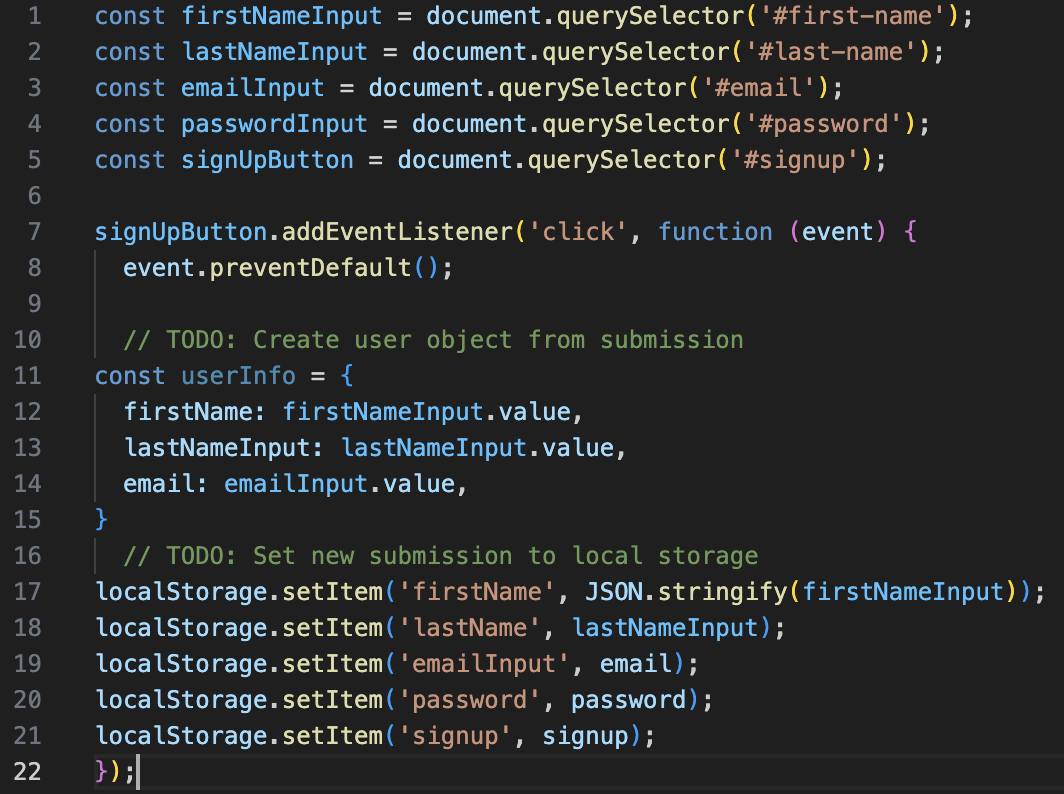 1 const firstNameInput = document.querySelector('#first-name');
2 const lastNameInput = document.querySelector('#last-name');
3 const emailInput = document.querySelector('#email');
4 const passwordInput = document.querySelector('#password');
5 const signUpButton = document.querySelector('#signup');
6
7 signUpButton.addEventListener('click', function (event) {
8   event.preventDefault();
9
10   // TODO: Create user object from submission
11 const userInfo = {
12   firstName: firstNameInput.value,
13   lastNameInput: lastNameInput.value,
14   email: emailInput.value,
15 }
16   // TODO: Set new submission to local storage
17 localStorage.setItem('firstName', JSON.stringify(firstNameInput));
18 localStorage.setItem('lastName', lastNameInput);
19 localStorage.setItem('emailInput', email);
20 localStorage.setItem('password', password);
21 localStorage.setItem('signup', signup);
22 });